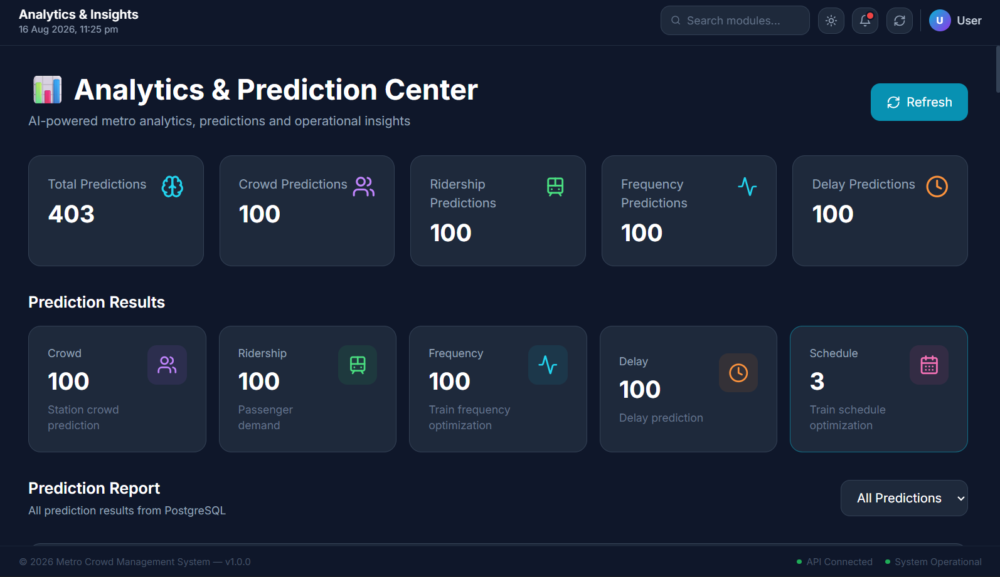 Analytics & Insights
16 Aug 2026, 11:25 pm
Search modules...
U
User
Analytics & Prediction Center
AI-powered metro analytics, predictions and operational insights
Refresh
Total Predictions
403
Crowd Predictions
100
Ridership
Predictions
100
Frequency
Predictions
100
Delay Predictions
100
Prediction Results
Crowd
100
Station crowd
prediction
Ridership
100
Passenger
demand
Frequency
100
Train frequency
optimization
Delay
100
Delay prediction
Schedule
3
Train schedule
optimization
Prediction Report
All prediction results from PostgreSQL
All Predictions
© 2026 Metro Crowd Management System — v1.0.0
API Connected
System Operational